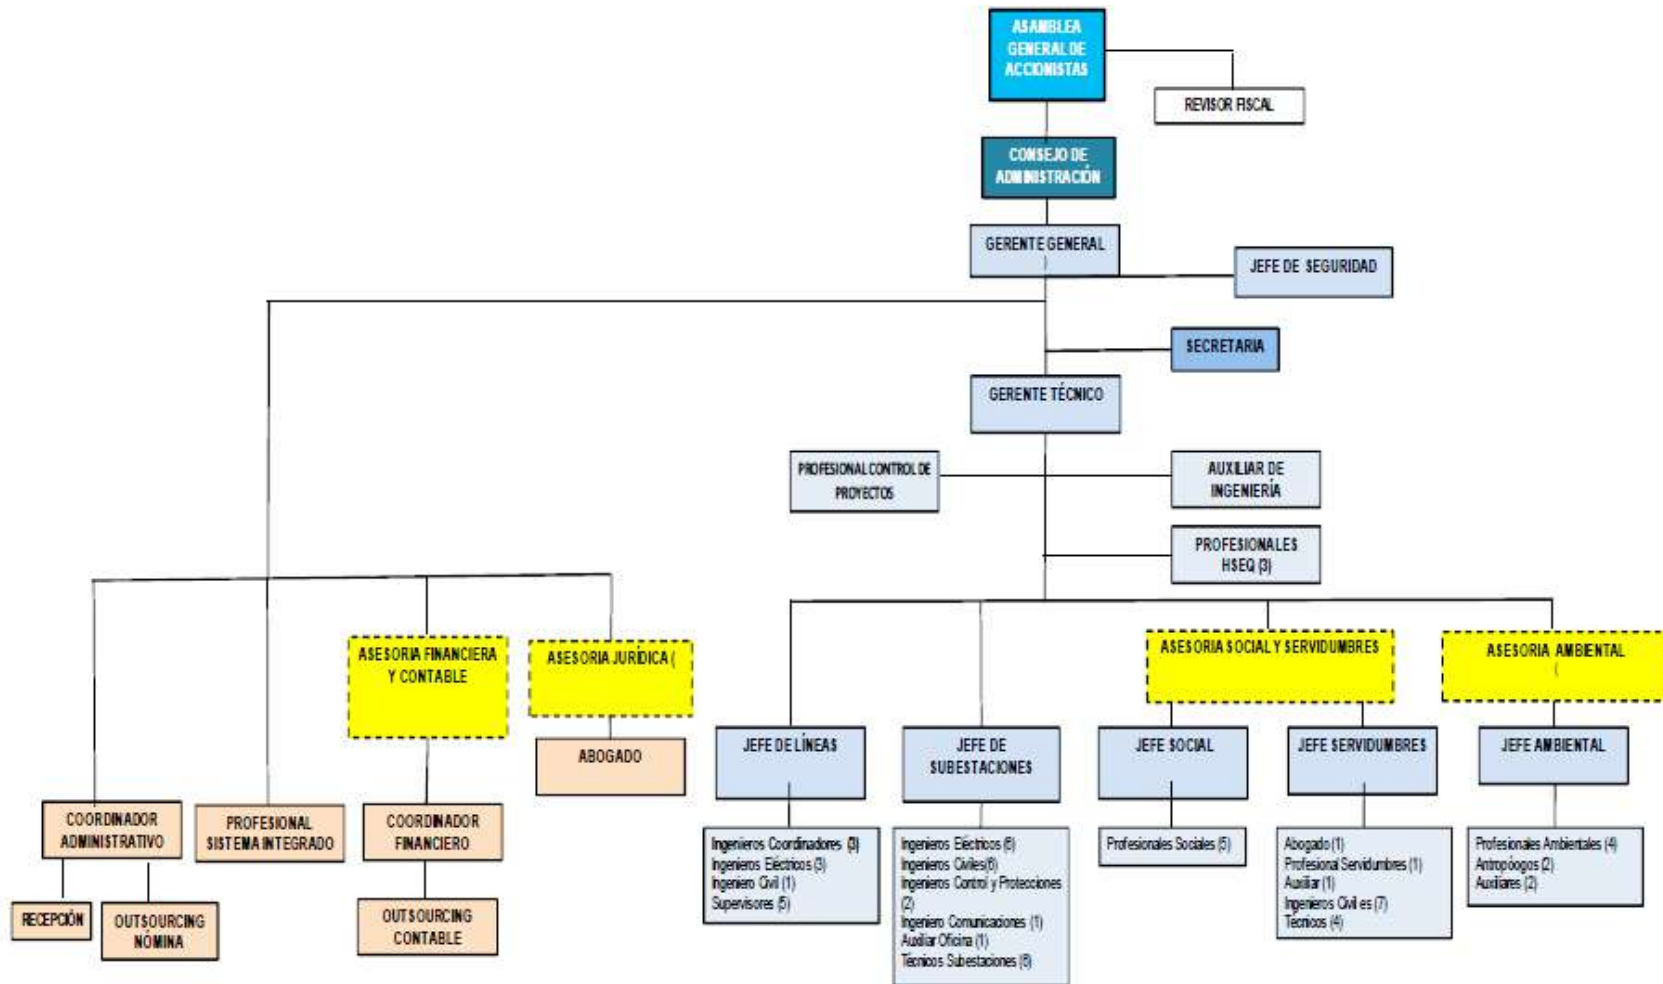 ASAMBLEA
GENERAL DE
ACCIONISTAS
REVISOR FISCAL
CONSEJO DE
ADMINISTRACIÓN
GERENTE GENERAL
)
JEFE DE SEGURIDAD
SECRETARIA
GERENTE TÉCNICO
PROFESIONAL CONTROL DE
PROYECTOS
AUXILIAR DE
INGENIERÍA
PROFESIONALES
HSEQ (3)
ASESORIA FINANCIERA
Y CONTABLE
ASESORIA JURÍDICA (
ASESORIA SOCIAL Y SERVIDUMBRES
ASESORIA AMBIENTAL
(
ABOGADO
JEFE DE LÍNEAS
JEFE DE
SUBESTACIONES
JEFE SOCIAL
JEFE SERVIDUMBRES
JEFE AMBIENTAL
COORDINADOR
ADMINISTRATIVO
PROFESIONAL
SISTEMA INTEGRADO
COORDINADOR
FINANCIERO
RECEPCIÓN
OUTSOURCING
NÓMINA
OUTSOURCING
CONTABLE
Ingenieros Coordinadores (3)
Ingenieros Eléctricos (3)
Ingeniero Civil (1)
Supervisores (5)
Ingenieros Eléctricos
Ingenieros Civiles(6)
Ingenieros Control y Protecciones
(2)
Ingeniero Comunicaciones (1)
Auxiliar Oficina (1)
Técnicos Subestaciones
Profesionales Sociales (5)
Abogado (1)
Profesional Servidumbres (1)
Auxiliar (1)
Ingenieros Civil es (7)
Técnicos (4)
Profesionales Ambientales (4)
Antropóogos (2)
Auxiliares (2)